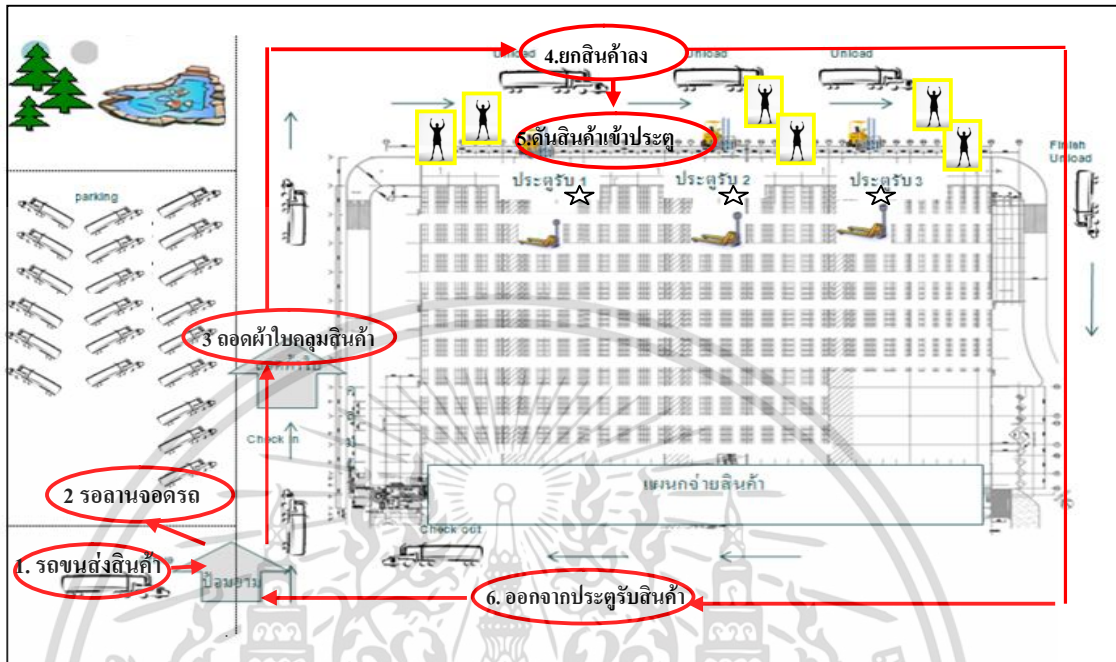 Unload
4.ยกสินค้าลง
Unload
Unload
5.ดันสินค้าเข้าประตู
Finish
Unload
ประตูรับ 1
ประตูรับ 2
ประตูรับ 3
parking
3 ถอดผ้าใบคลุมสินค้า
Check in
2 รอลานจอดรถ
แผนกจ่ายสินค้า
Check out
1. รถขนส่งสินค้า
ป้อมยาม
6. ออกจากประตูรับสินค้า